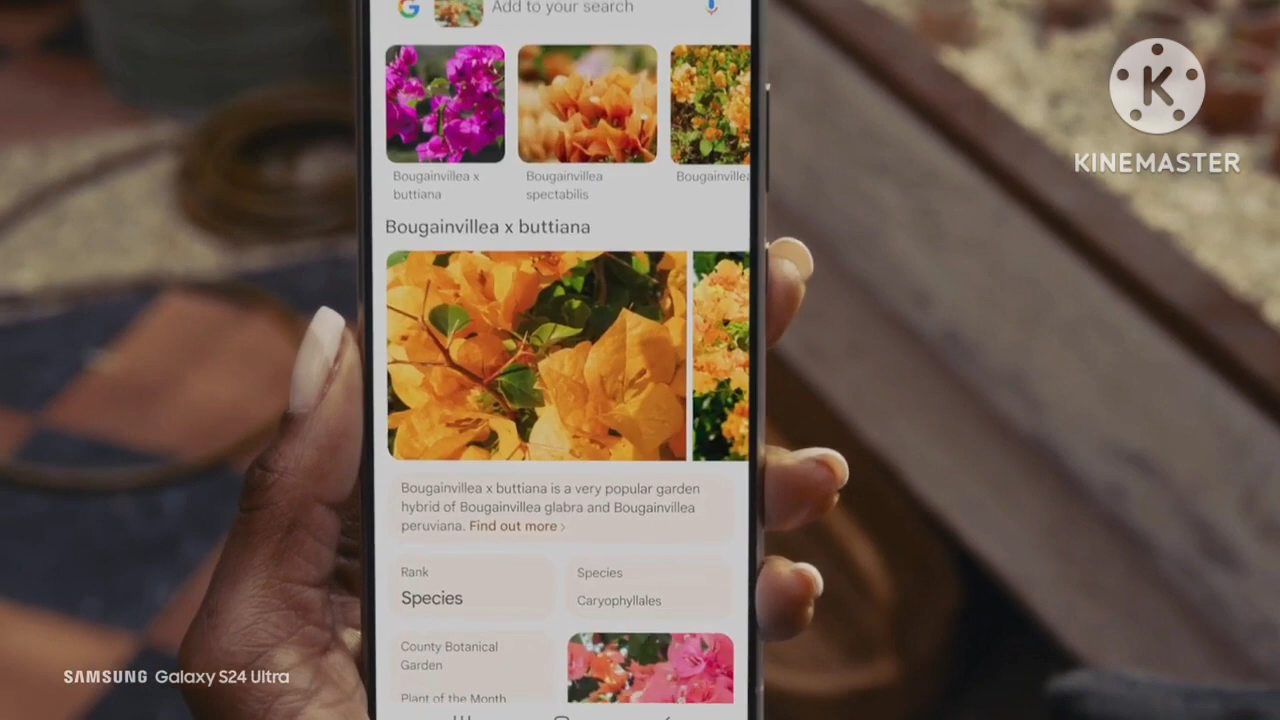 Add to your search
KINEMASTER
Bougainvillea x
buttiana
Bougainvillea
spectabilis
Bougainvillea
Bougainvillea x buttiana
Bougainvillea x buttiana is a very popular garden
hybrid of Bougainvillea glabra and Bougainvillea
peruviana. Find out more ›
Rank
Species
Species
Caryophyllales
County Botanical
Garden
Plant of the Month
SAMSUNG Galaxy S24 Ultra